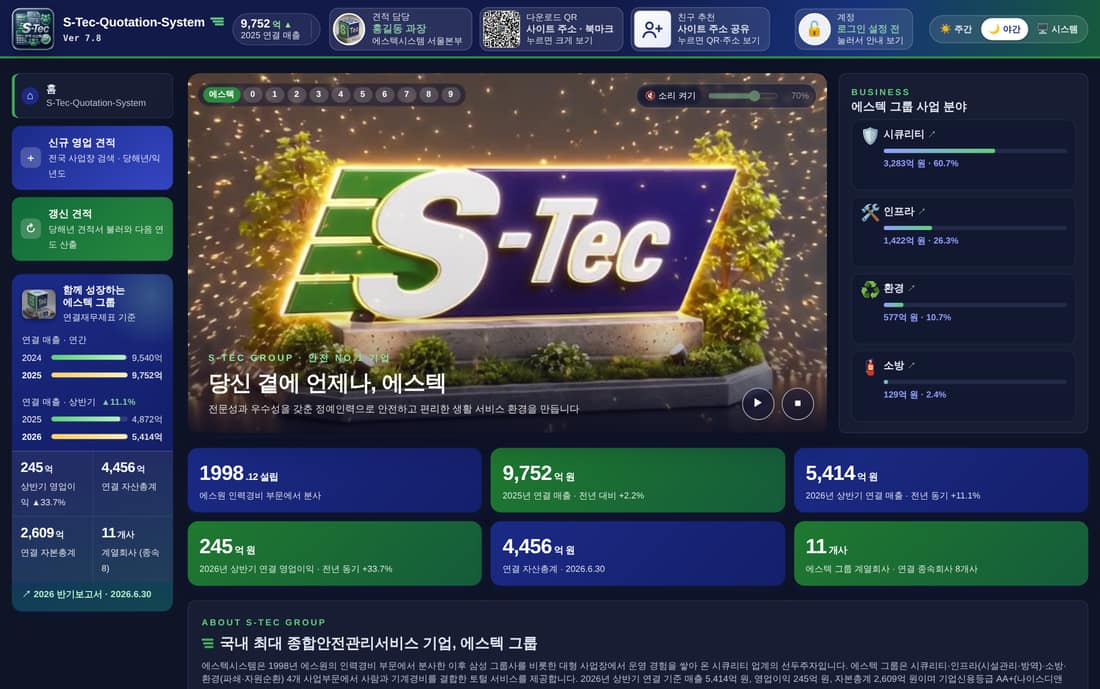 S-Tec-Quotation-System
Ver 7.8
9,752 억 ▲
2025 연결 매출
견적 담당
홍길동 과장
에스텍시스템 서울본부
다운로드 QR
사이트 주소 · 북마크
누르면 크게 보기
친구 추천
사이트 주소 공유
누르면 QR·주소 보기
계정
로그인 설정 전
눌러서 안내 보기
주간
야간
시스템
홈
S-Tec-Quotation-System
신규 영업 견적
전국 사업장 검색 · 당해년/익
년도
갱신 견적
당해년 견적서 불러와 다음 연
도 산출
함께 성장하는
에스텍 그룹
연결재무제표 기준
연결 매출 · 연간
2024 9,540억
2025 9,752억
연결 매출 · 상반기 ▲11.1%
2025 4,872억
2026 5,414억
245억
상반기 영업이
익 ▲33.7%
4,456억
연결 자산총계
2,609억
연결 자본총계
11개사
계열회사 (종속
8)
↗ 2026 반기보고서 · 2026.6.30
에스텍 0 1 2 3 4 5 6 7 8 9
소리 켜기 70%
S-Tec
S-TEC GROUP · 안전 NO.1 기업
당신 곁에 언제나, 에스텍
전문성과 우수성을 갖춘 정예인력으로 안전하고 편리한 생활 서비스 환경을 만듭니다
BUSINESS
에스텍 그룹 사업 분야
시큐리티 ↗
3,283억 원 · 60.7%
인프라 ↗
1,422억 원 · 26.3%
환경 ↗
577억 원 · 10.7%
소방 ↗
129억 원 · 2.4%
1998.12 설립
에스원 인력경비 부문에서 분사
9,752억 원
2025년 연결 매출 · 전년 대비 +2.2%
5,414억 원
2026년 상반기 연결 매출 · 전년 동기 +11.1%
245억 원
2026년 상반기 연결 영업이익 · 전년 동기 +33.7%
4,456억 원
연결 자산총계 · 2026.6.30
11개사
에스텍 그룹 계열회사 · 연결 종속회사 8개사
ABOUT S-TEC GROUP
국내 최대 종합안전관리서비스 기업, 에스텍 그룹
에스텍시스템은 1998년 에스원의 인력경비 부문에서 분사한 이후 삼성 그룹사를 비롯한 대형 사업장에서 운영 경험을 쌓아 온 시큐리티 업계의 선두주자입니다. 에스텍 그룹은 시큐리티·인프라(시설관리·방역)·소방·
환경(파쇄·자원순환) 4개 사업부문에서 사람과 기계경비를 결합한 토털 서비스를 제공합니다. 2026년 상반기 연결 기준 매출 5,414억 원, 영업이익 245억 원, 자본총계 2,609억 원이며 기업신용등급 AA+(나이스디앤